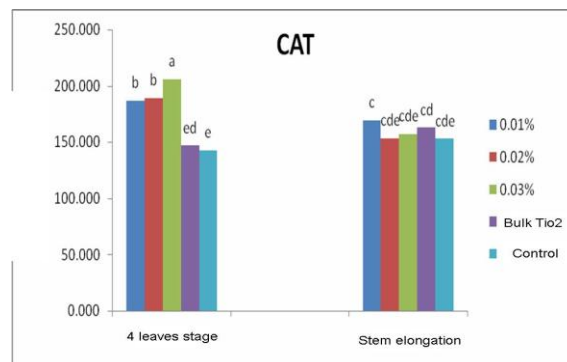 CAT
250.000
200.000
150.000
100.000
50.000
0.000
b b a ed e
c cde cde cd cde
4 leaves stage
Stem elongation
0.01%
0.02%
0.03%
Bulk Tio2
Control